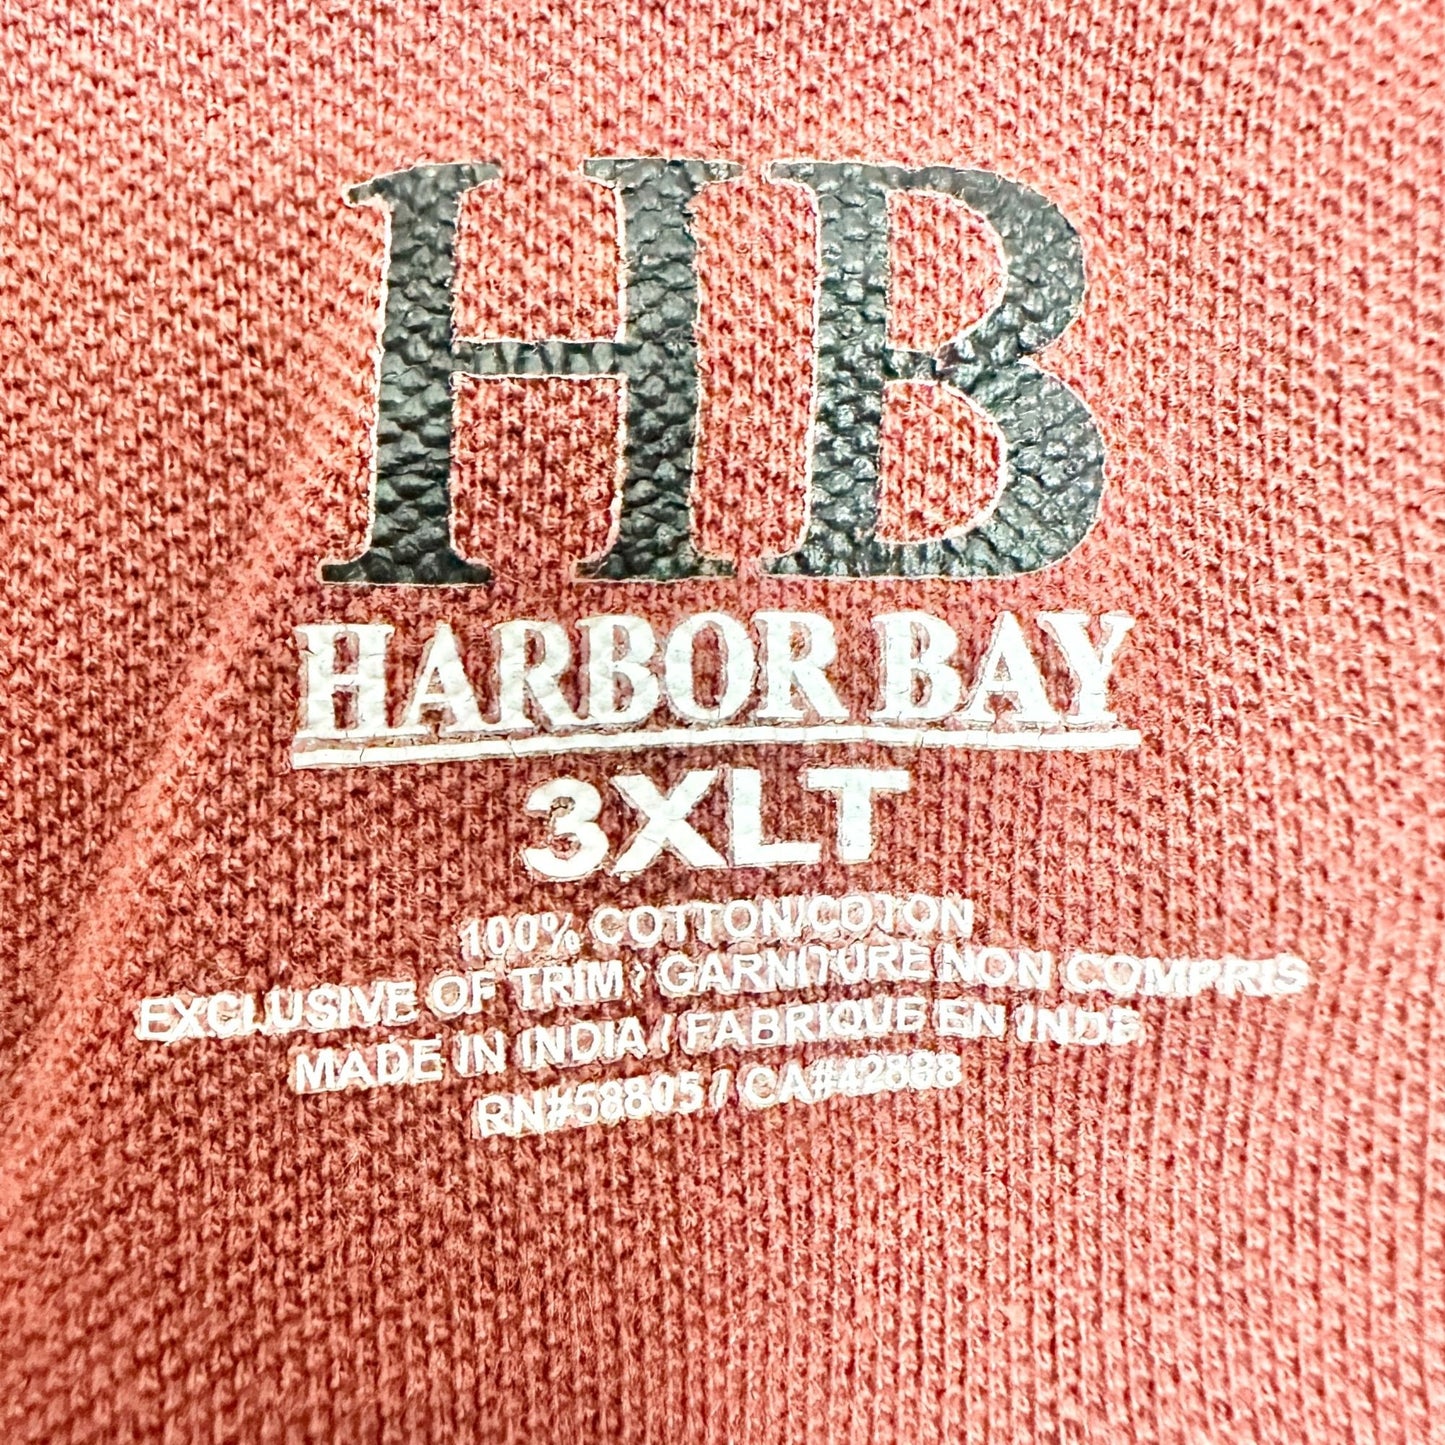 HB
HARBOR BAY
3XLT
100% COTTON/COTON
EXCLUSIVE OF TRIM / GARNITURE NON COMPRIS
MADE IN INDIA / FABRIQUE EN INDE
RN#58805 / CA#42888